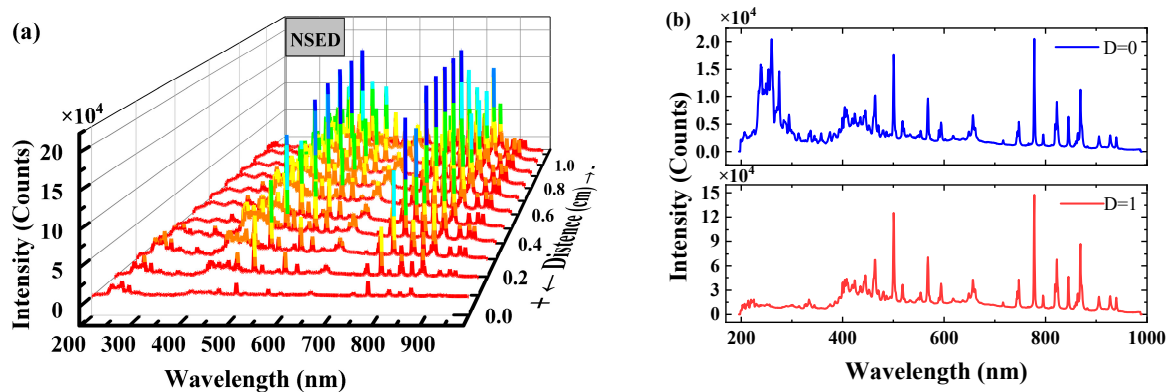 (a)
NSED
×10⁴
20
15
10
5
0
Intensity (Counts)
200 300 400 500 600 700 800 900
Wavelength (nm)
0.0
0.2
0.4
0.6
0.8
1.0
+ ← Distence (cm) → -
(b)
×10⁴
2.0
1.5
1.0
0.5
0.0
D=0
×10⁴
15
12
9
6
3
0
D=1
Intensity (Counts)
200 400 600 800 1000
Wavelength (nm)